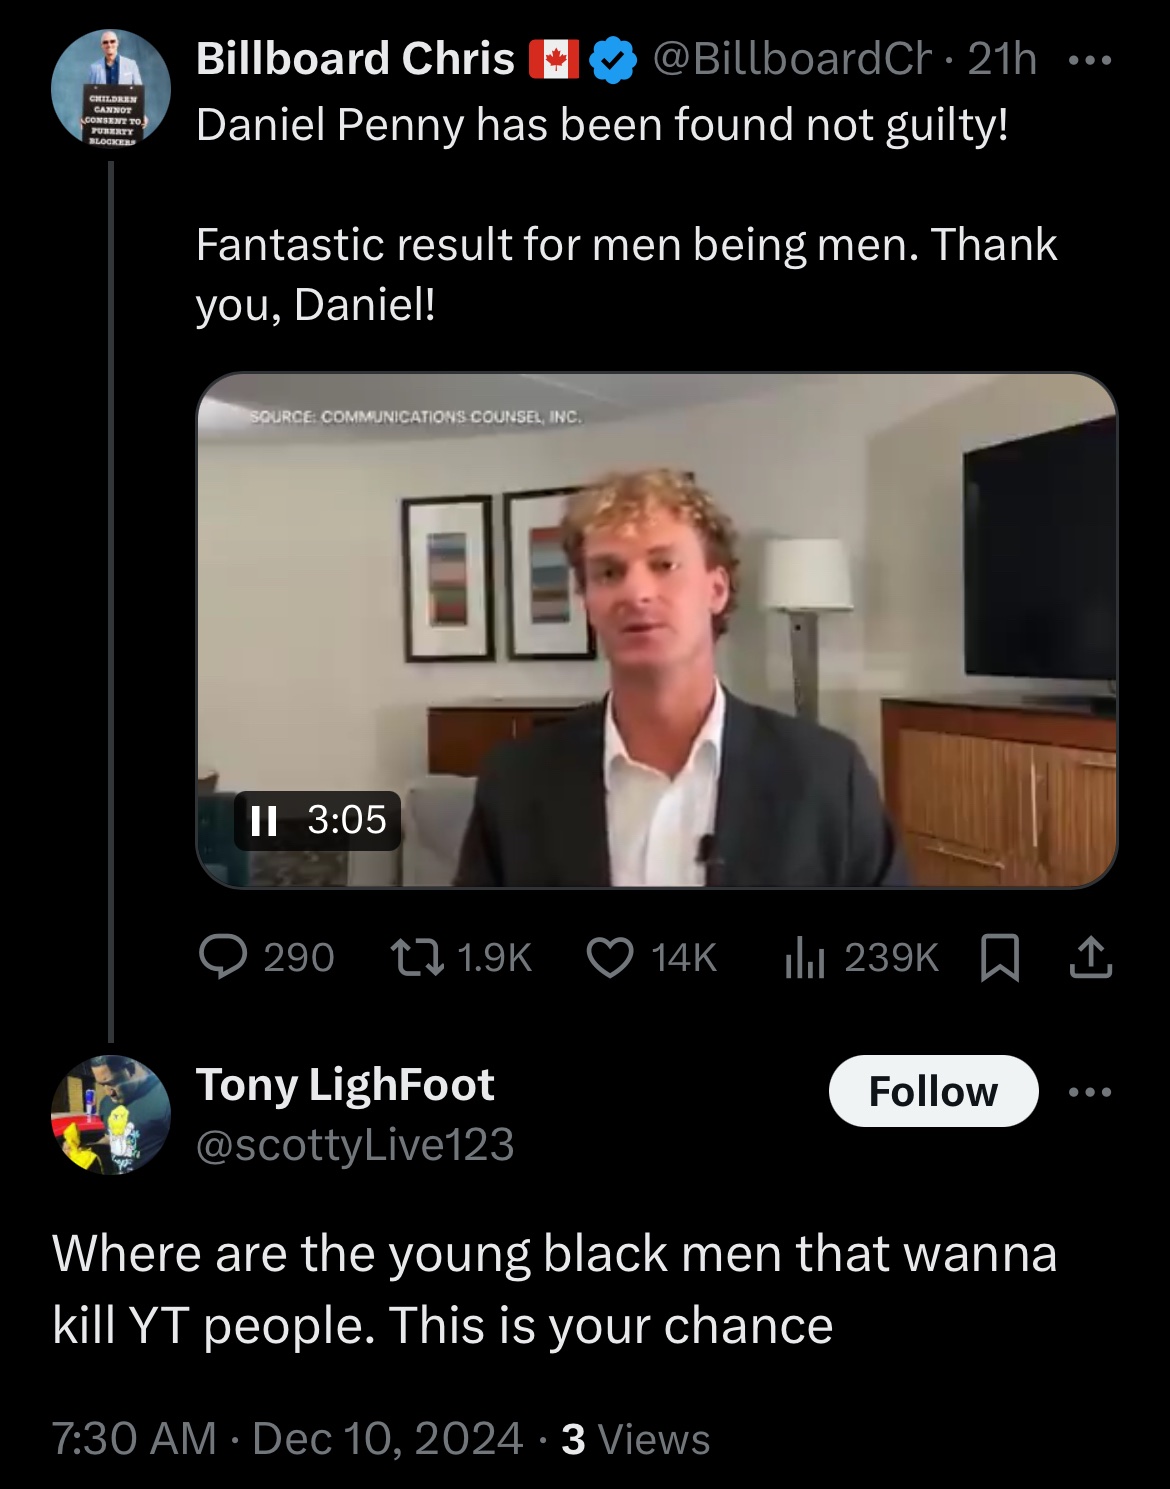 Billboard Chris 🇨🇦 @BillboardCh · 21h
CHILDREN
CANNOT
CONSENT TO
PUBERTY
BLOCKERS
Daniel Penny has been found not guilty!
Fantastic result for men being men. Thank
you, Daniel!
SOURCE: COMMUNICATIONS COUNSEL, INC.
3:05
290 1.9K 14K 239K
Tony LighFoot
Follow
@scottyLive123
Where are the young black men that wanna
kill YT people. This is your chance
7:30 AM · Dec 10, 2024 · 3 Views